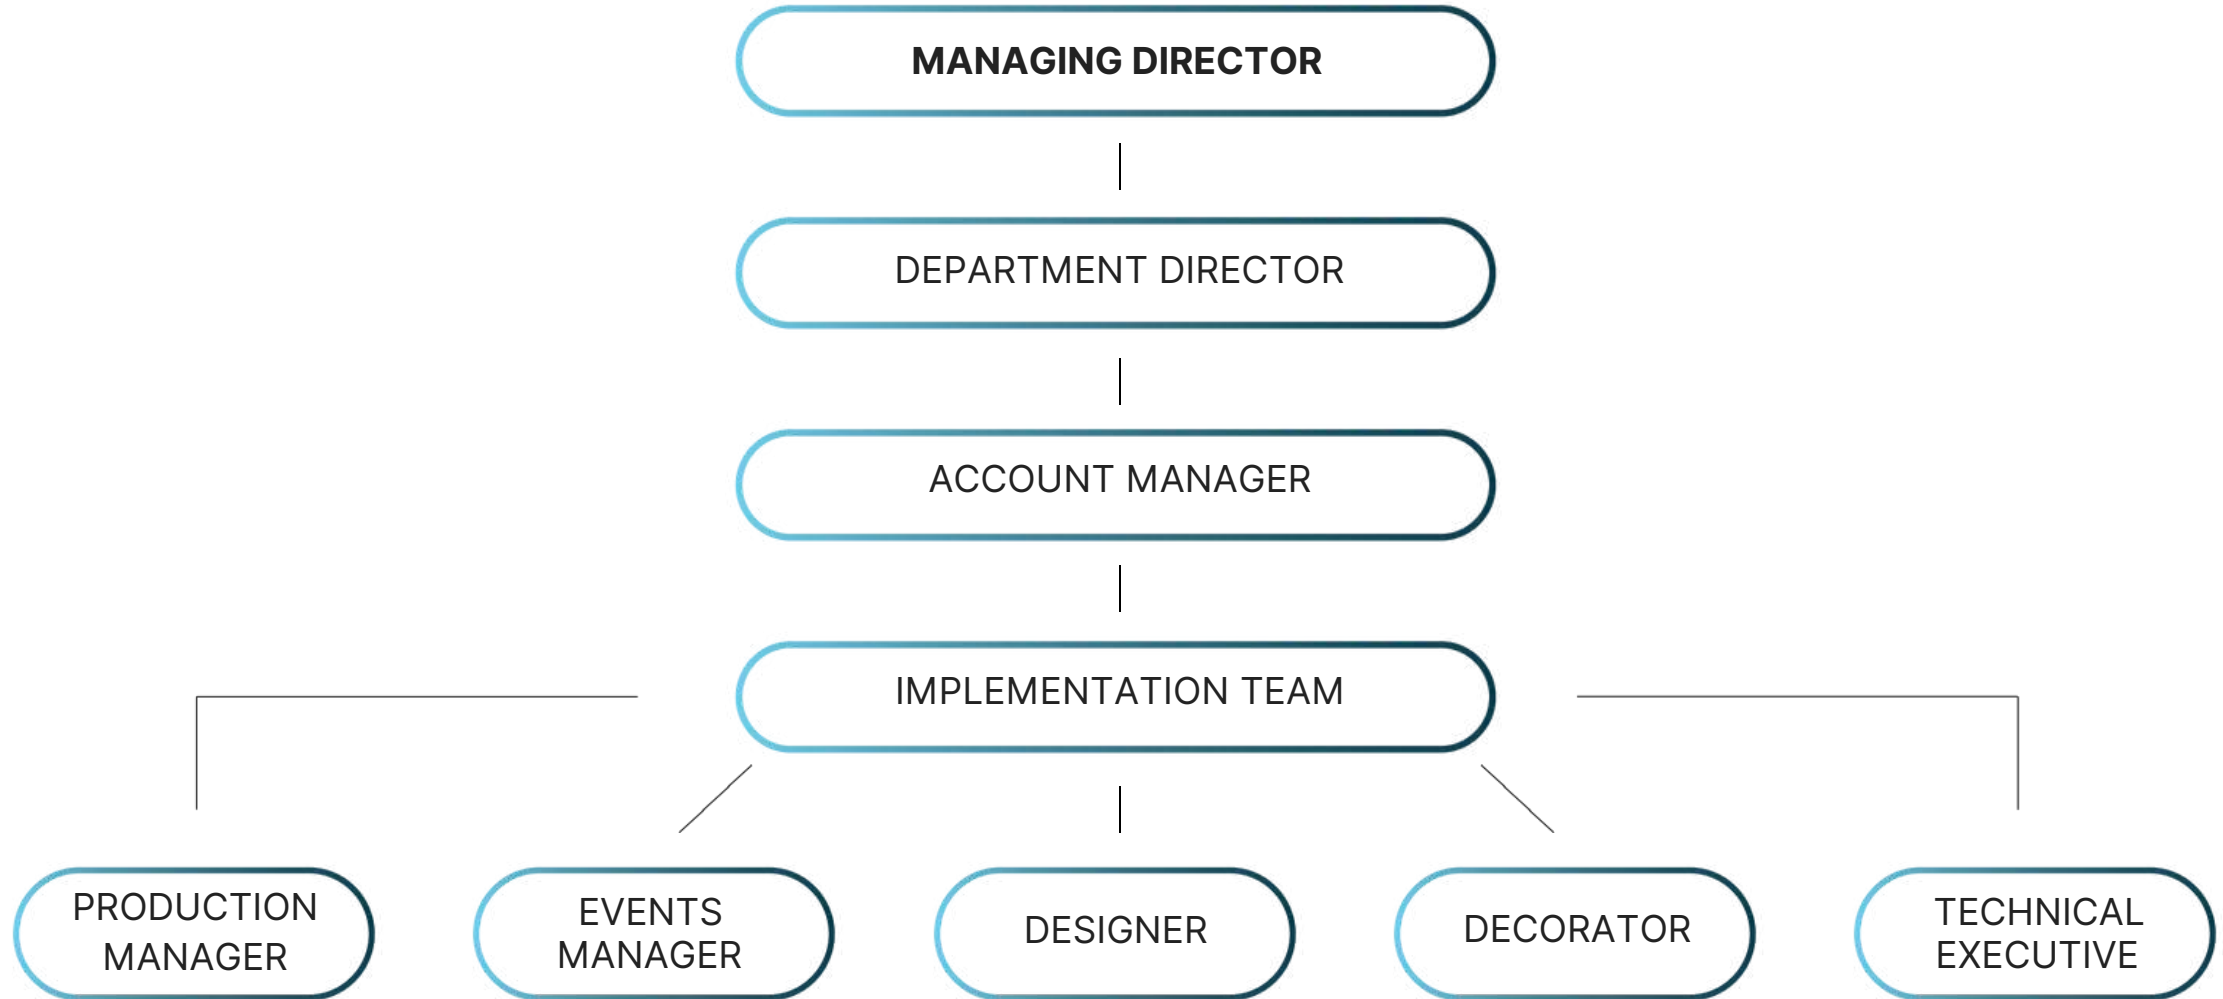 MANAGING DIRECTOR
DEPARTMENT DIRECTOR
ACCOUNT MANAGER
IMPLEMENTATION TEAM
PRODUCTION
MANAGER
EVENTS
MANAGER
DESIGNER
DECORATOR
TECHNICAL
EXECUTIVE